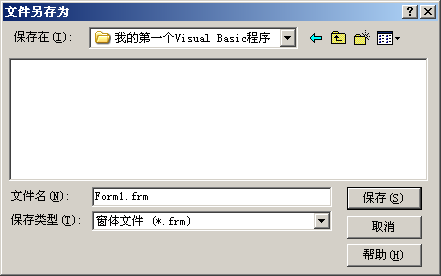 文件另存为
保存在(I): 我的第一个Visual Basic程序
文件名(N): Form1.frm 保存(S)
保存类型(T): 窗体文件 (*.frm) 取消
帮助(H)